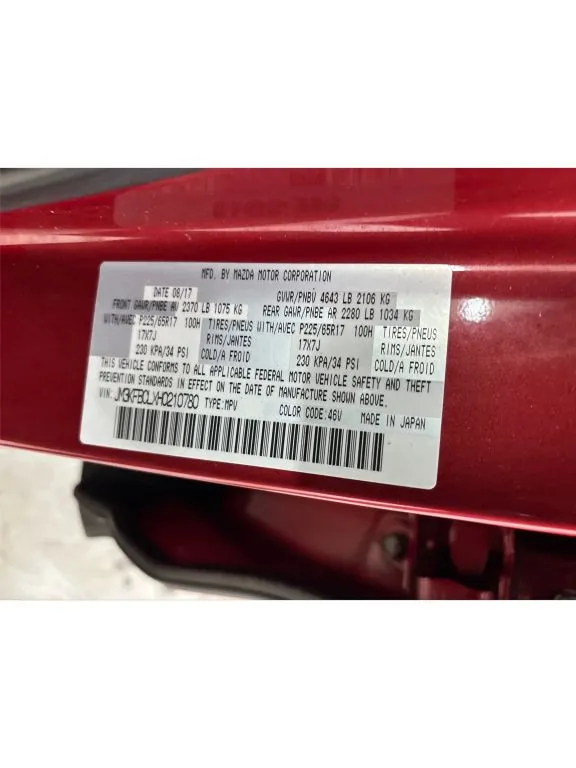 MFD. BY MAZDA MOTOR CORPORATION
DATE 08/17 GVWR/PNBV 4643 LB 2106 KG
FRONT GAWR/PNBE AV 2370 LB 1075 KG REAR GAWR/PNBE AR 2280 LB 1034 KG
WITH/AVEC P225/65R17 100H TIRES/PNEUS WITH/AVEC P225/65R17 100H TIRES/PNEUS
17X7J RIMS/JANTES 17X7J RIMS/JANTES
230 KPA/34 PSI COLD/A FROID 230 KPA/34 PSI COLD/A FROID
THIS VEHICLE CONFORMS TO ALL APPLICABLE FEDERAL MOTOR VEHICLE SAFETY AND THEFT
PREVENTION STANDARDS IN EFFECT ON THE DATE OF MANUFACTURE SHOWN ABOVE.
VIN: JM3KFBCLXH0210780 TYPE:MPV COLOR CODE:46V MADE IN JAPAN